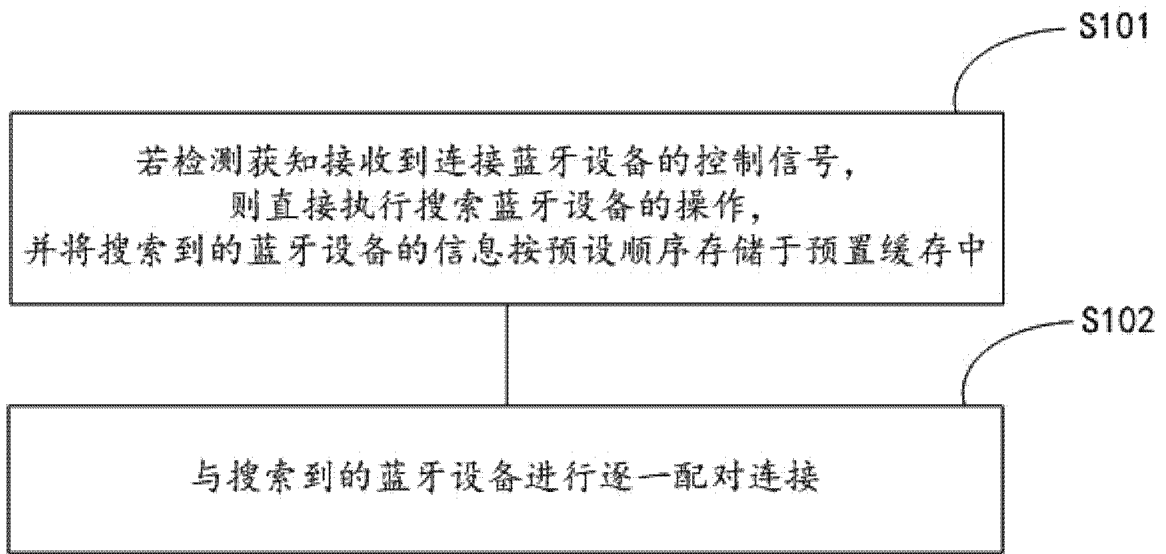 S101
若检测获知接收到连接蓝牙设备的控制信号，
则直接执行搜索蓝牙设备的操作，
并将搜索到的蓝牙设备的信息按预设顺序存储于预置缓存中
S102
与搜索到的蓝牙设备进行逐一配对连接